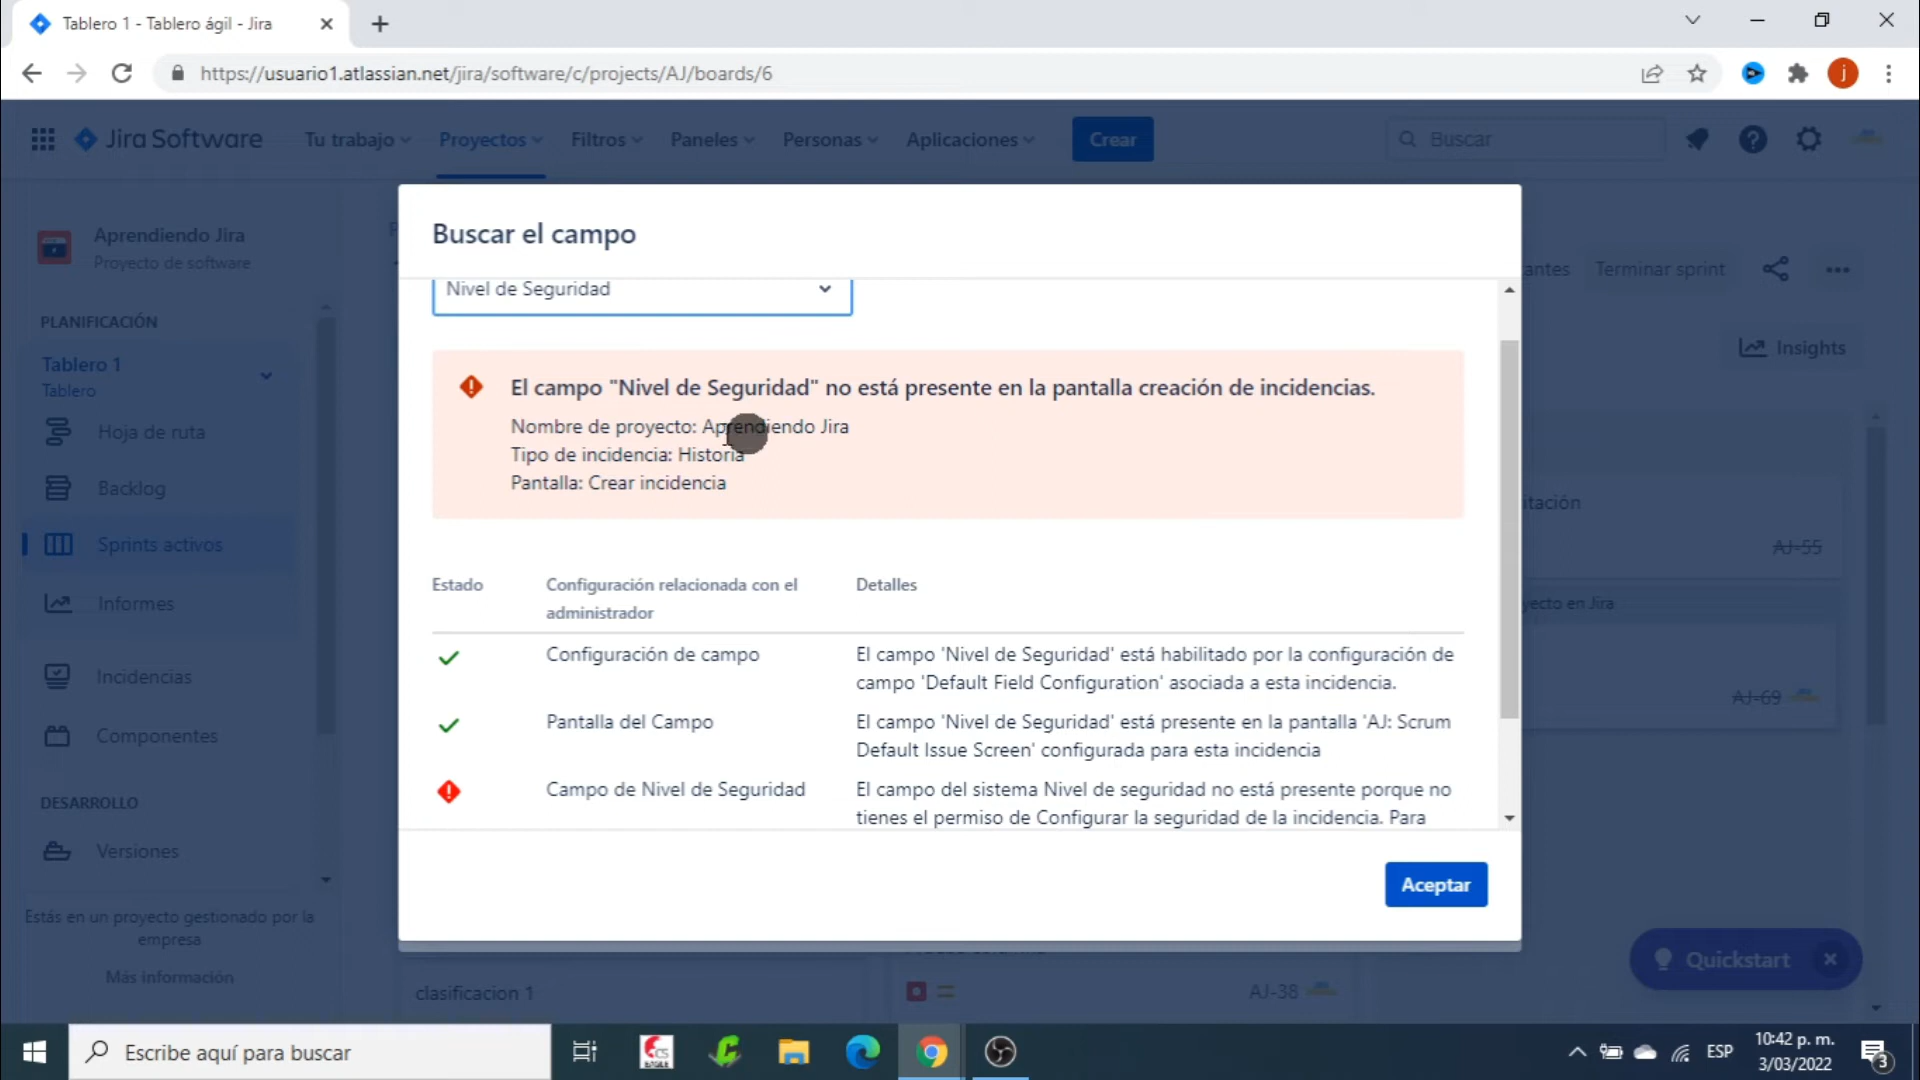 Tablero 1 - Tablero ágil - Jira
https://usuario1.atlassian.net/jira/software/c/projects/AJ/boards/6
j
Jira Software
Tu trabajo
Proyectos
Filtros
Paneles
Personas
Aplicaciones
Crear
Buscar
Aprendiendo Jira
Proyecto de software
antes
Terminar sprint
Insights
PLANIFICACIÓN
Tablero 1
Tablero
Hoja de ruta
Backlog
Sprints activos
Informes
Incidencias
Componentes
DESARROLLO
Versiones
Estás en un proyecto gestionado por la
empresa
Más información
Buscar el campo
Nivel de Seguridad
El campo "Nivel de Seguridad" no está presente en la pantalla creación de incidencias.
Nombre de proyecto: Aprendiendo Jira
Tipo de incidencia: Historia
Pantalla: Crear incidencia
Estado
Configuración relacionada con el
administrador
Detalles
Configuración de campo
El campo 'Nivel de Seguridad' está habilitado por la configuración de
campo 'Default Field Configuration' asociada a esta incidencia.
Pantalla del Campo
El campo 'Nivel de Seguridad' está presente en la pantalla 'AJ: Scrum
Default Issue Screen' configurada para esta incidencia
Campo de Nivel de Seguridad
El campo del sistema Nivel de seguridad no está presente porque no
tienes el permiso de Configurar la seguridad de la incidencia. Para
Aceptar
itación
AJ-55
yecto en Jira
AJ-69
clasificacion 1
AJ-38
Quickstart
Escribe aquí para buscar
CS
EAGLE
ESP
10:42 p. m.
3/03/2022
3